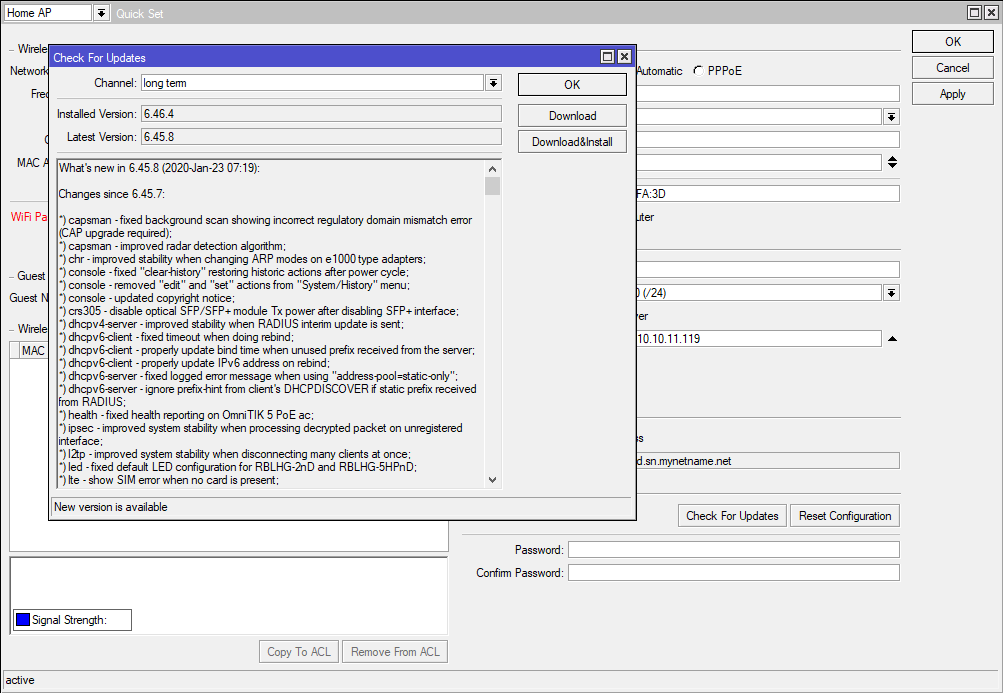 Home AP
Quick Set
OK
Cancel
Apply
Wirele
Network
Fred
MAC A
WiFi Pa
Guest
Guest N
Wirele
MAC
Check For Updates
Channel: long term
Installed Version: 6.46.4
Latest Version: 6.45.8
OK
Download
Download&Install
What's new in 6.45.8 (2020-Jan-23 07:19):
Changes since 6.45.7:
*) capsman - fixed background scan showing incorrect regulatory domain mismatch error
(CAP upgrade required);
*) capsman - improved radar detection algorithm;
*) chr - improved stability when changing ARP modes on e1000 type adapters;
*) console - fixed "clear-history" restoring historic actions after power cycle;
*) console - removed "edit" and "set" actions from "System/History" menu;
*) console - updated copyright notice;
*) crs305 - disable optical SFP/SFP+ module Tx power after disabling SFP+ interface;
*) dhcpv4-server - improved stability when RADIUS interim update is sent;
*) dhcpv6-client - fixed timeout when doing rebind;
*) dhcpv6-client - properly update bind time when unused prefix received from the server;
*) dhcpv6-client - properly update IPv6 address on rebind;
*) dhcpv6-server - fixed logged error message when using "address-pool=static-only";
*) dhcpv6-server - ignore prefix-hint from client's DHCPDISCOVER if static prefix received
from RADIUS;
*) health - fixed health reporting on OmniTIK 5 PoE ac;
*) ipsec - improved system stability when processing decrypted packet on unregistered
interface;
*) l2tp - improved system stability when disconnecting many clients at once;
*) led - fixed default LED configuration for RBLHG-2nD and RBLHG-5HPnD;
*) lte - show SIM error when no card is present;
New version is available
Automatic PPPoE
FA:3D
uter
0 (/24)
ver
10.10.11.119
ss
d.sn.mynetname.net
Check For Updates
Reset Configuration
Password:
Confirm Password:
Signal Strength:
Copy To ACL
Remove From ACL
active